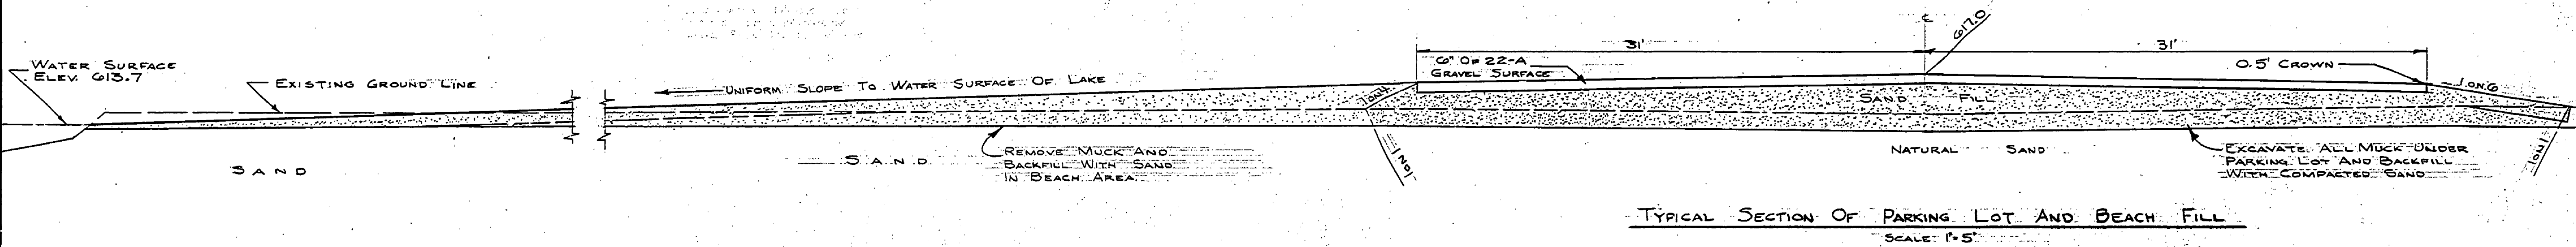 WATER SURFACE
ELEV. 613.7
EXISTING GROUND LINE
UNIFORM SLOPE TO WATER SURFACE OF LAKE
31'
6" OF 22-A
GRAVEL SURFACE
℄
617.0
31'
0.5' CROWN
1 ON 6
1 ON 4
SAND FILL
SAND
SAND
REMOVE MUCK AND
BACKFILL WITH SAND
IN BEACH AREA
1 ON 1
NATURAL SAND
EXCAVATE ALL MUCK UNDER
PARKING LOT AND BACKFILL
WITH COMPACTED SAND
1 ON 1
TYPICAL SECTION OF PARKING LOT AND BEACH FILL
SCALE: 1"=5'